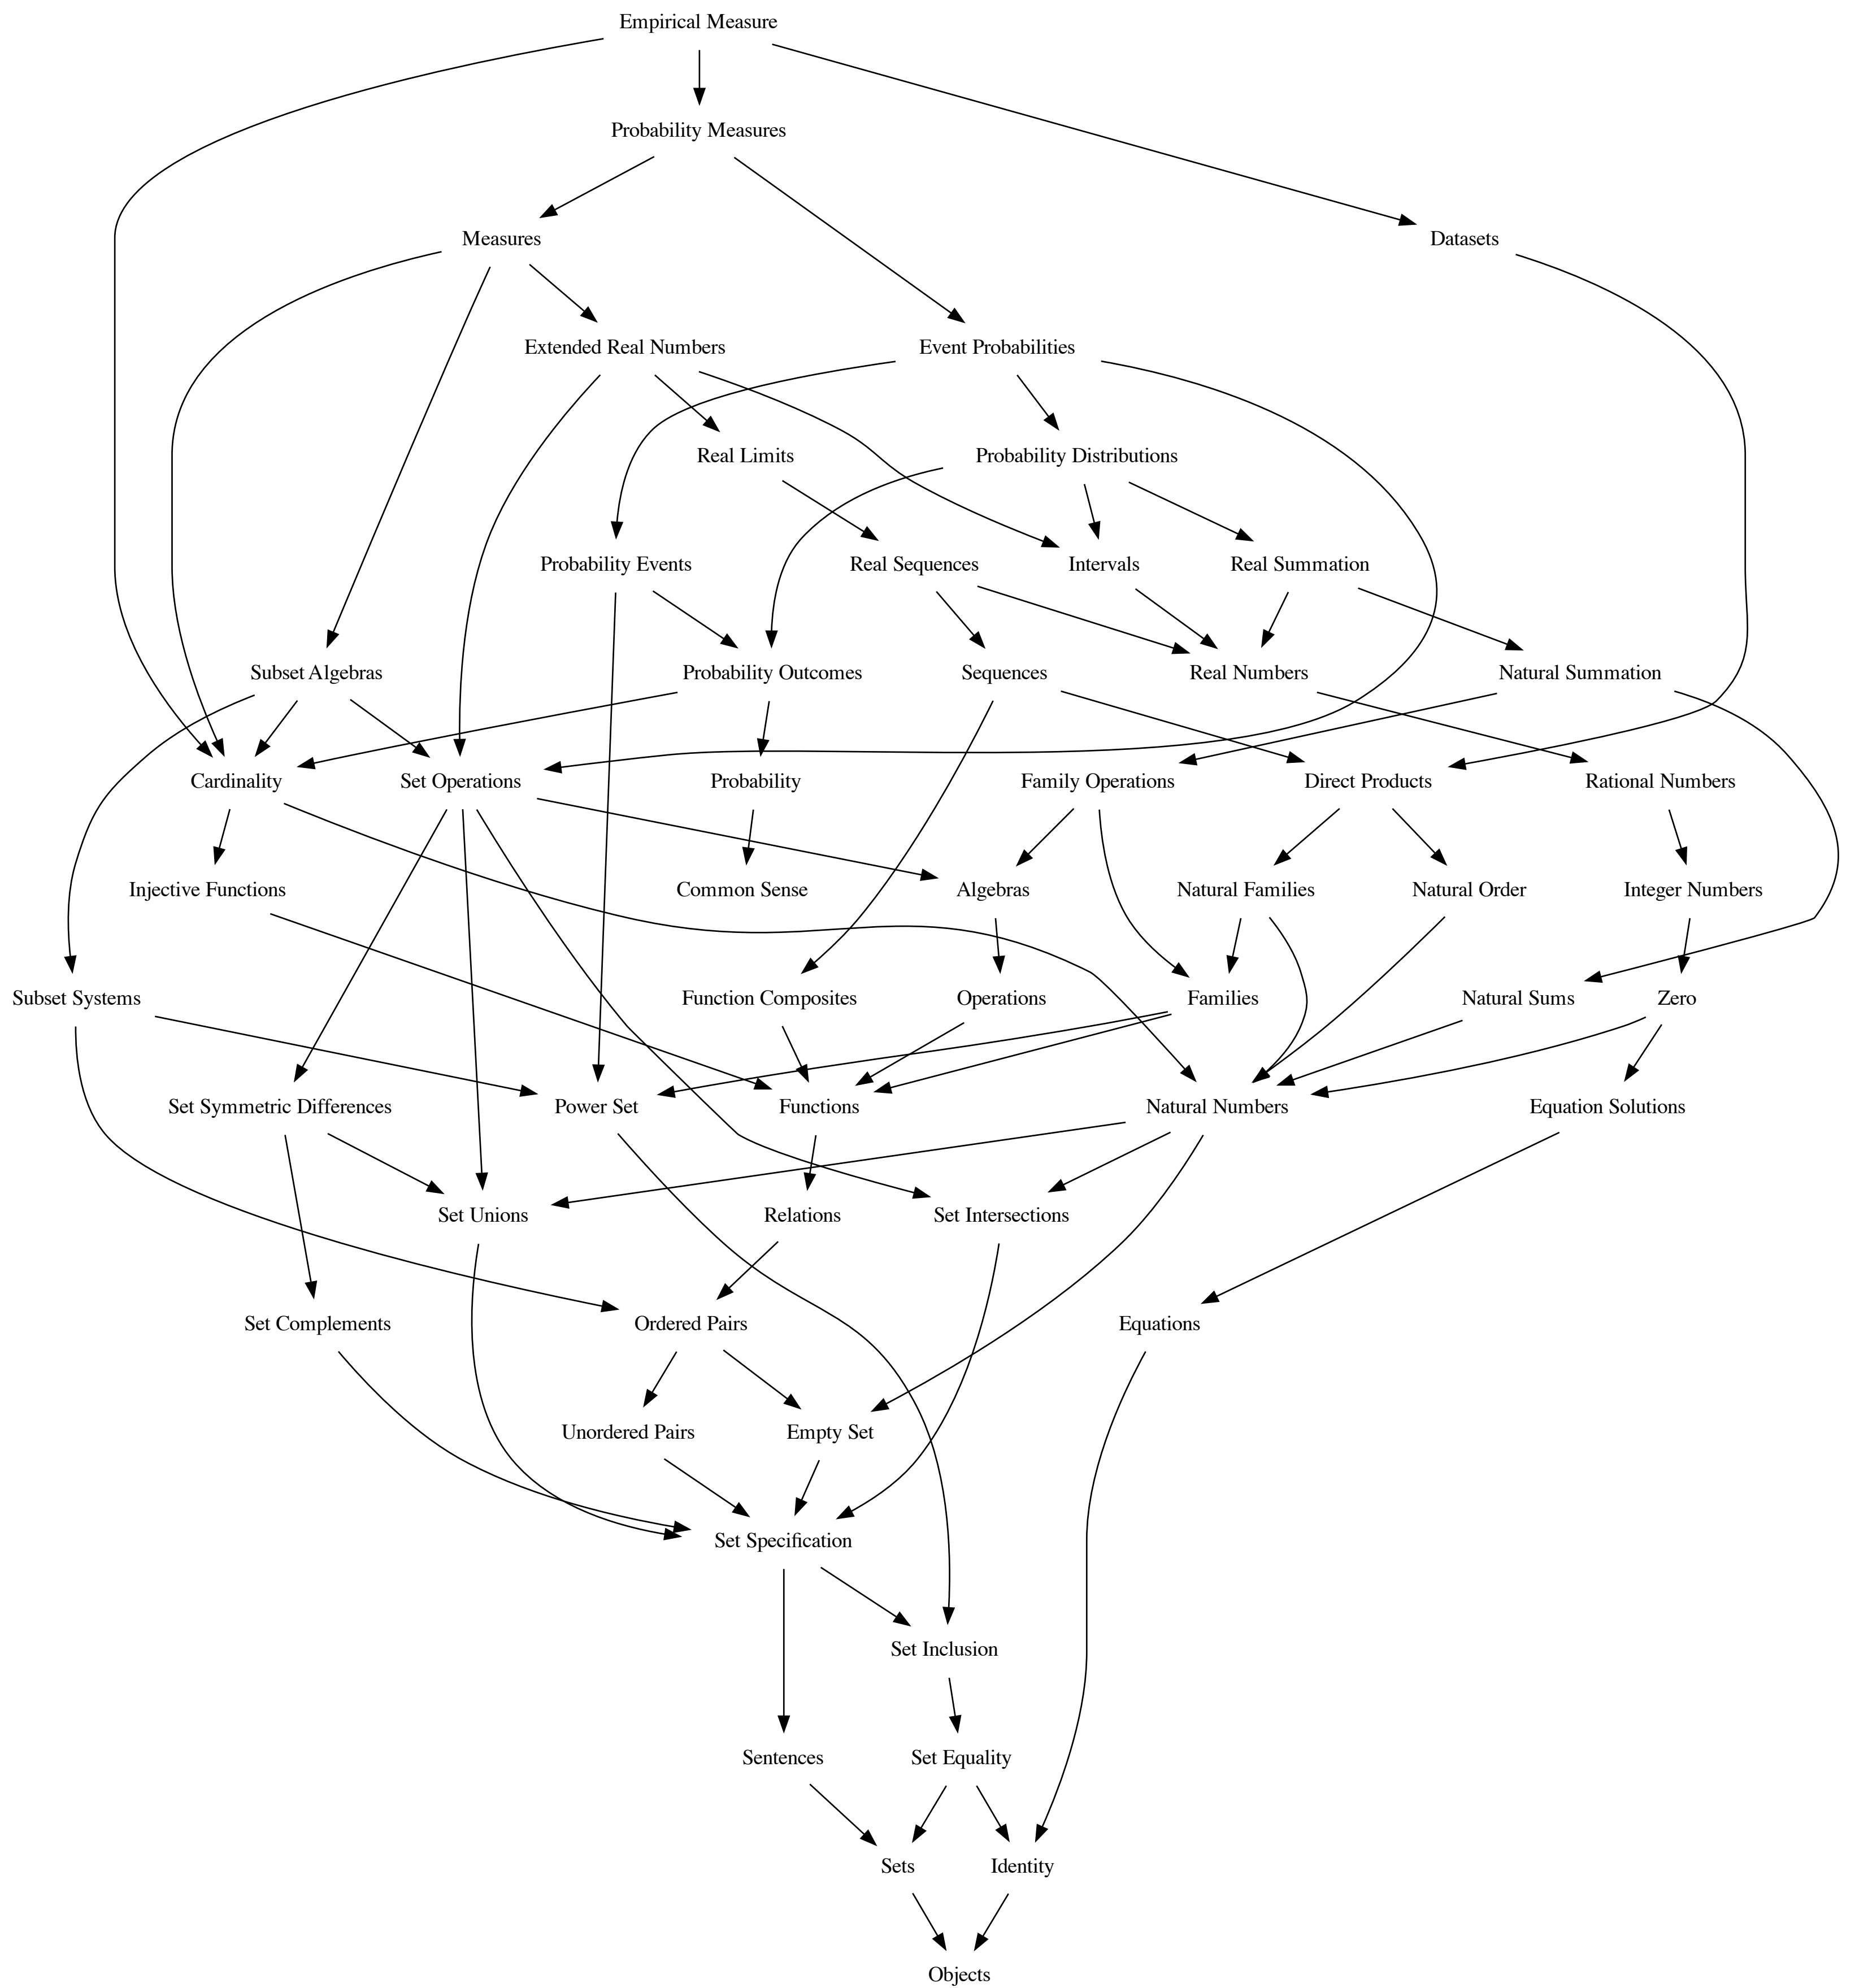 Empirical Measure
Probability Measures
Measures
Datasets
Extended Real Numbers
Event Probabilities
Real Limits
Probability Distributions
Probability Events
Real Sequences
Intervals
Real Summation
Subset Algebras
Probability Outcomes
Sequences
Real Numbers
Natural Summation
Cardinality
Set Operations
Probability
Family Operations
Direct Products
Rational Numbers
Injective Functions
Common Sense
Algebras
Natural Families
Natural Order
Integer Numbers
Subset Systems
Function Composites
Operations
Families
Natural Sums
Zero
Set Symmetric Differences
Power Set
Functions
Natural Numbers
Equation Solutions
Set Unions
Relations
Set Intersections
Set Complements
Ordered Pairs
Equations
Unordered Pairs
Empty Set
Set Specification
Set Inclusion
Sentences
Set Equality
Sets
Identity
Objects